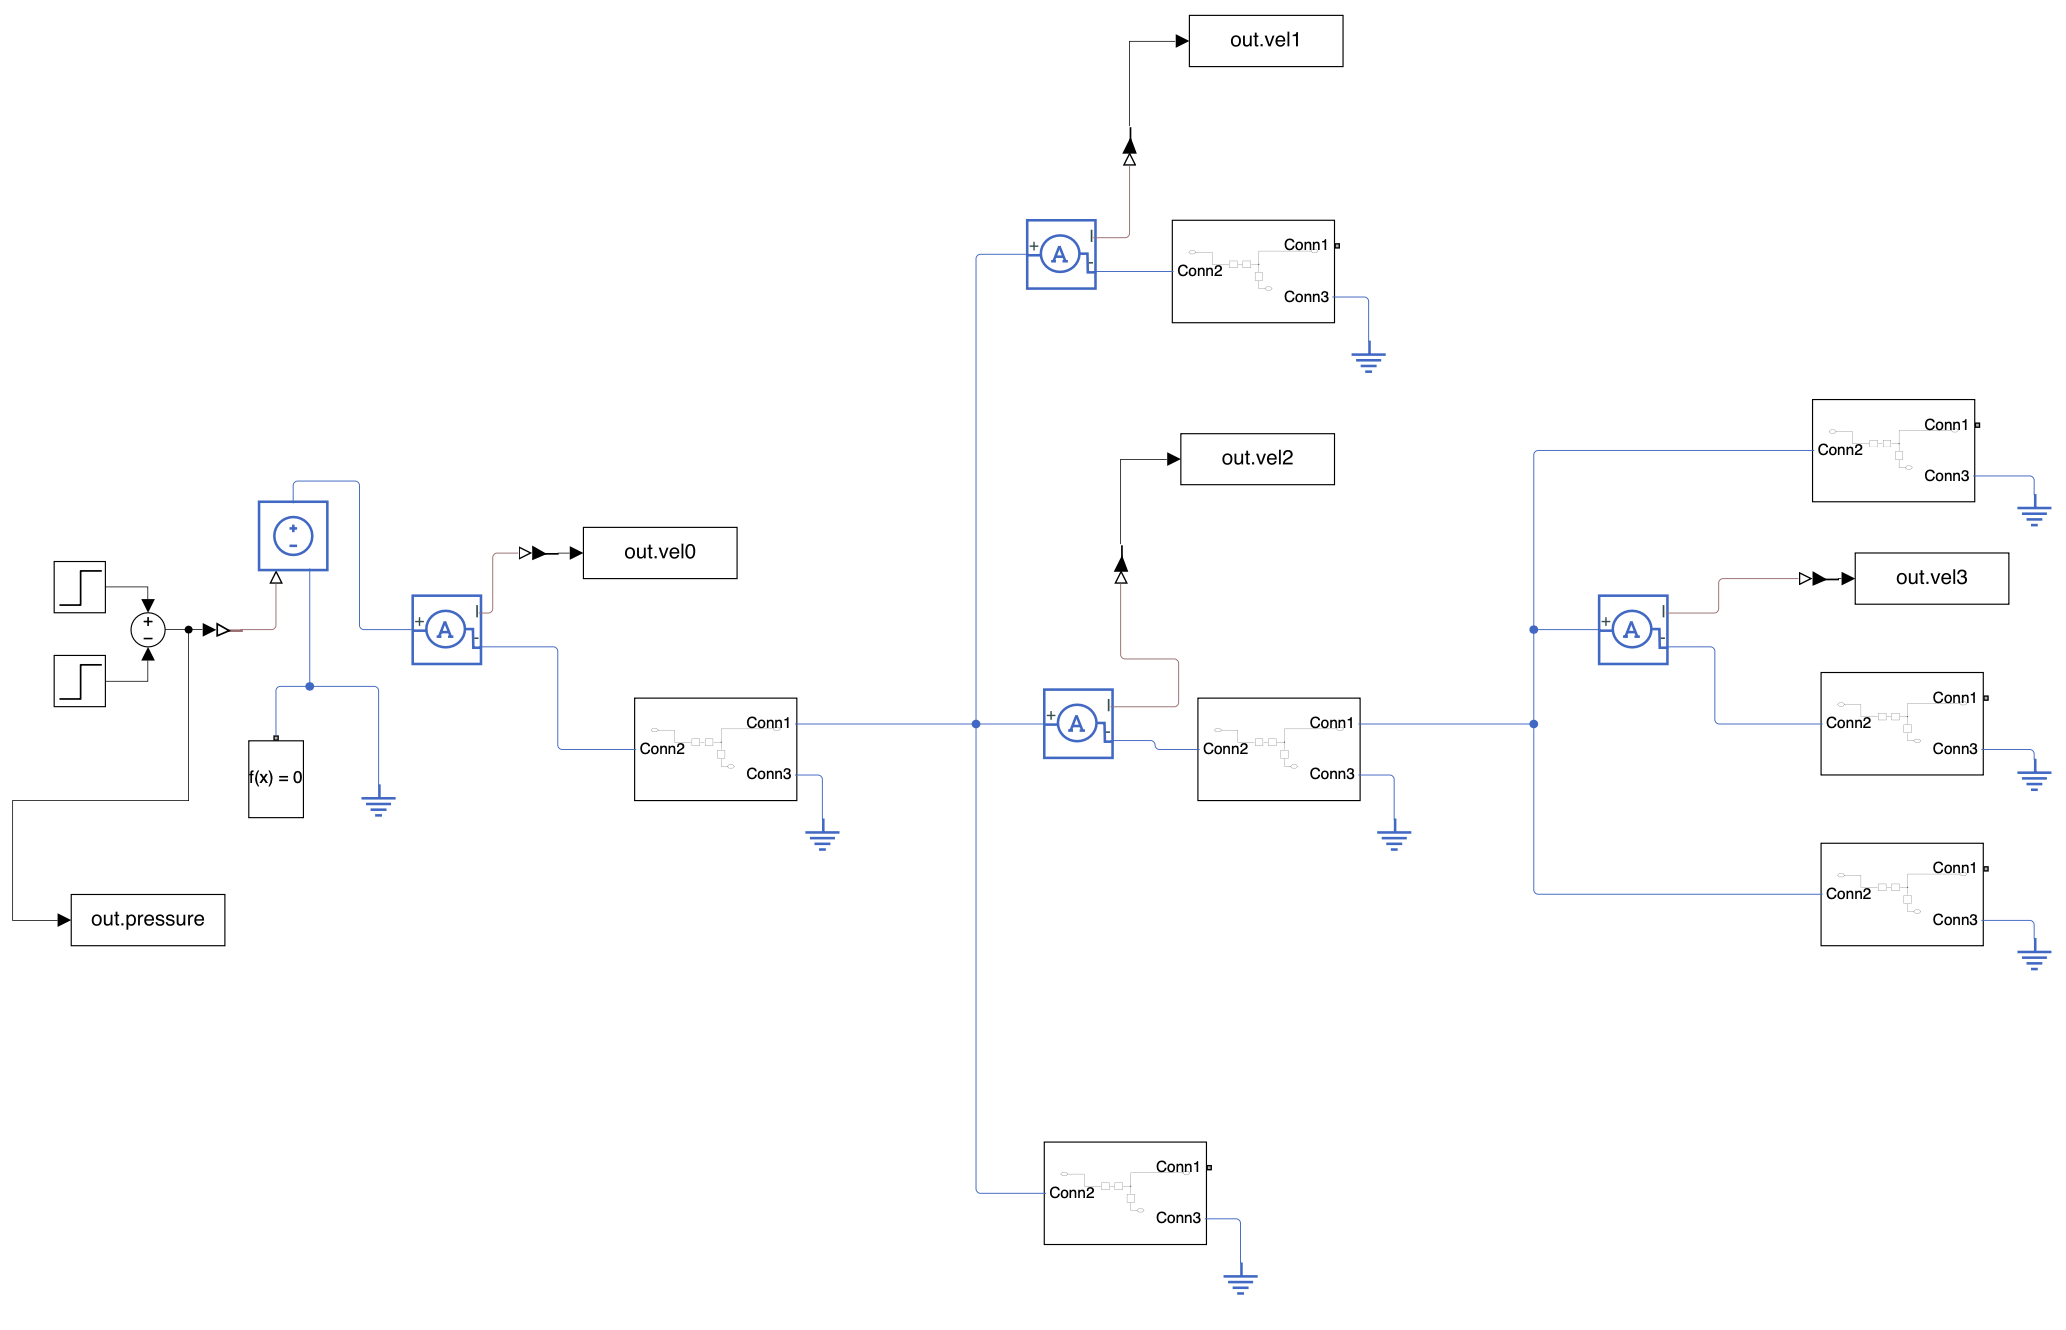 out.vel1
+
A
I
-
Conn1
Conn2
Conn3
Conn1
Conn2
Conn3
out.vel2
+
-
out.vel0
out.vel3
+
A
I
-
+
A
I
-
+
-
Conn1
Conn2
Conn3
+
A
I
-
Conn1
Conn2
Conn3
Conn1
Conn2
Conn3
f(x) = 0
Conn1
Conn2
Conn3
out.pressure
Conn1
Conn2
Conn3